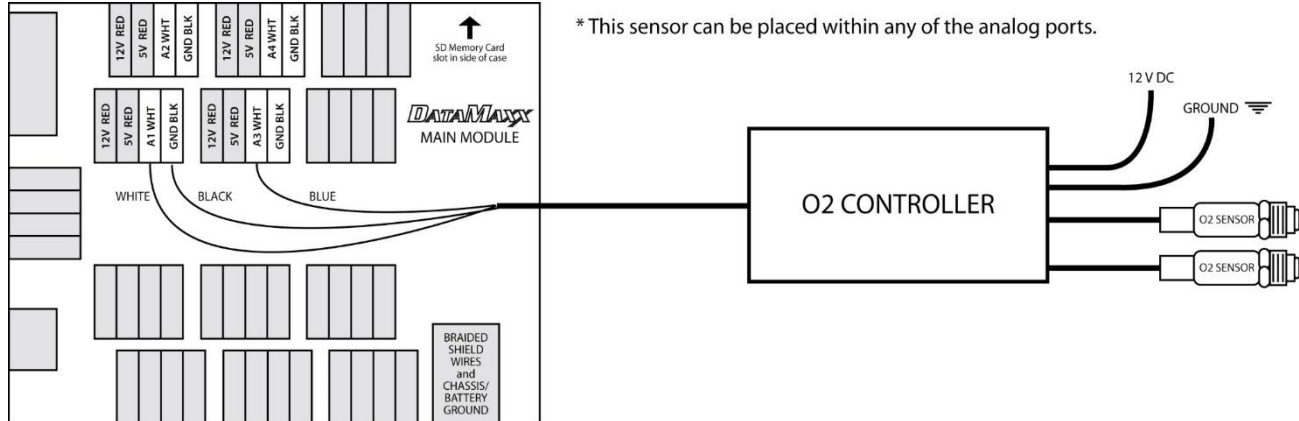 * This sensor can be placed within any of the analog ports.
12V RED
5V RED
A2 WHT
GND BLK
12V RED
5V RED
A4 WHT
GND BLK
SD Memory Card
slot in side of case
12V RED
5V RED
A1 WHT
GND BLK
12V RED
5V RED
A3 WHT
GND BLK
DATAMAXX
MAIN MODULE
WHITE
BLACK
BLUE
12 V DC
GROUND
O2 CONTROLLER
O2 SENSOR
O2 SENSOR
BRAIDED
SHIELD
WIRES
and
CHASSIS/
BATTERY
GROUND